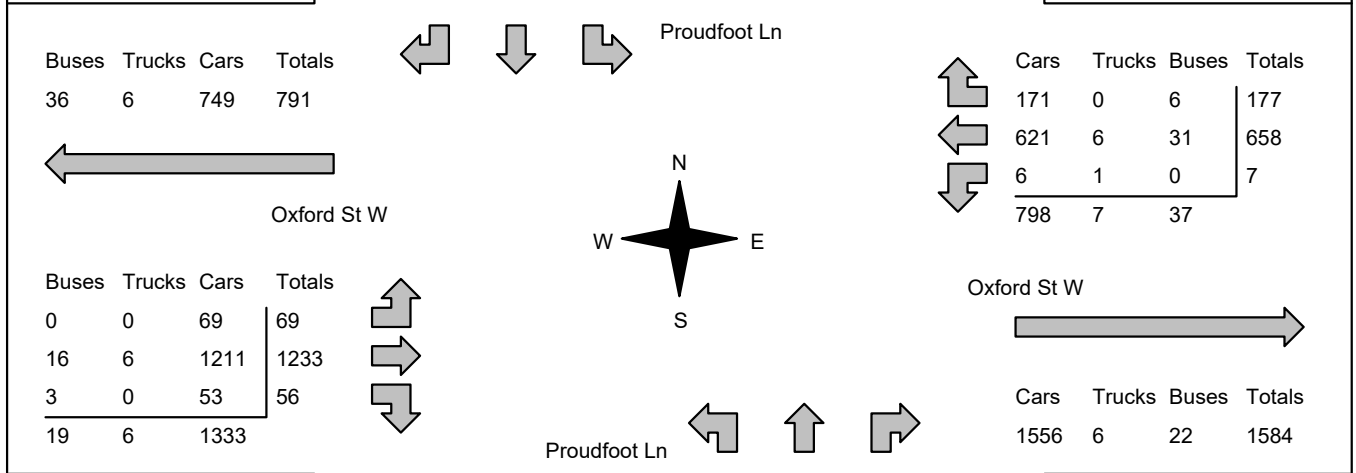 Proudfoot Ln
Buses Trucks Cars Totals
36 6 749 791
Cars Trucks Buses Totals
171 0 6 177
621 6 31 658
6 1 0 7
798 7 37
N
W E
S
Oxford St W
Buses Trucks Cars Totals
0 0 69 69
16 6 1211 1233
3 0 53 56
19 6 1333
Oxford St W
Cars Trucks Buses Totals
1556 6 22 1584
Proudfoot Ln